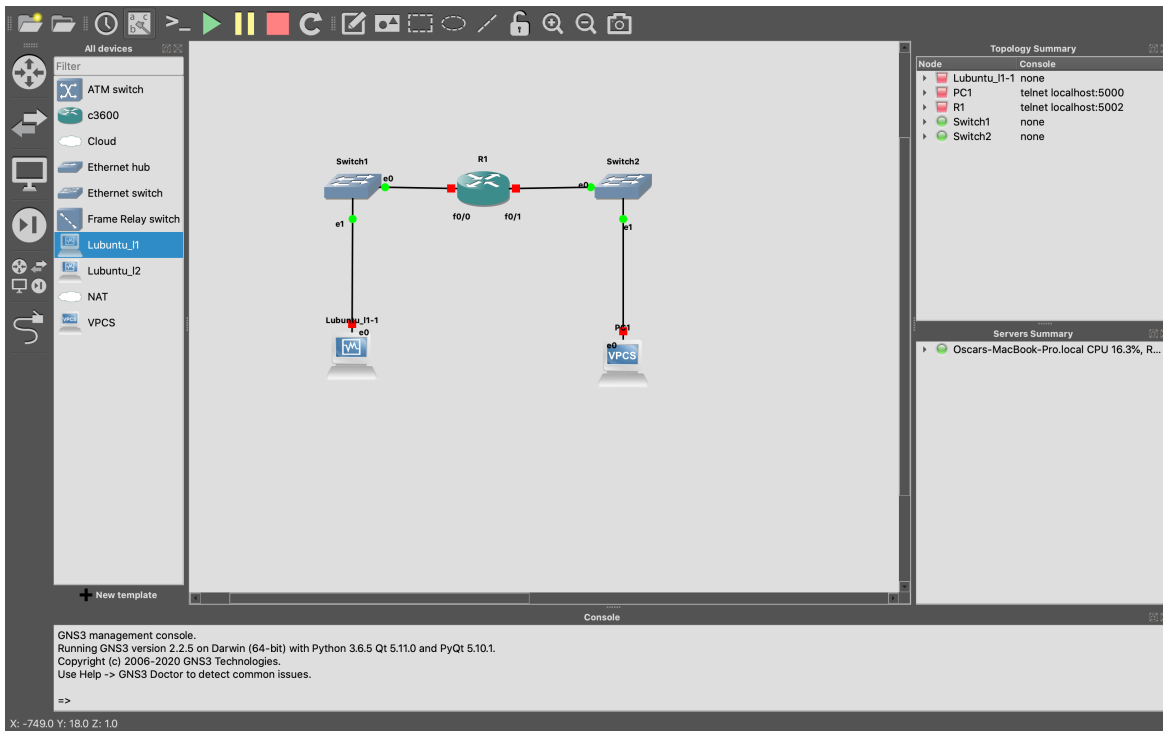 All devices
Filter
ATM switch
c3600
Cloud
Ethernet hub
Ethernet switch
Frame Relay switch
Lubuntu_l1
Lubuntu_l2
NAT
VPCS
New template
Switch1
R1
Switch2
e0
e0
f0/0
f0/1
e1
e1
Lubuntu_l1-1
e0
PC1
e0
VPCS
Topology Summary
Node Console
Lubuntu_l1-1 none
PC1 telnet localhost:5000
R1 telnet localhost:5002
Switch1 none
Switch2 none
Servers Summary
Oscars-MacBook-Pro.local CPU 16.3%, R...
Console
GNS3 management console.
Running GNS3 version 2.2.5 on Darwin (64-bit) with Python 3.6.5 Qt 5.11.0 and PyQt 5.10.1.
Copyright (c) 2006-2020 GNS3 Technologies.
Use Help -> GNS3 Doctor to detect common issues.
=>
X: -749.0 Y: 18.0 Z: 1.0